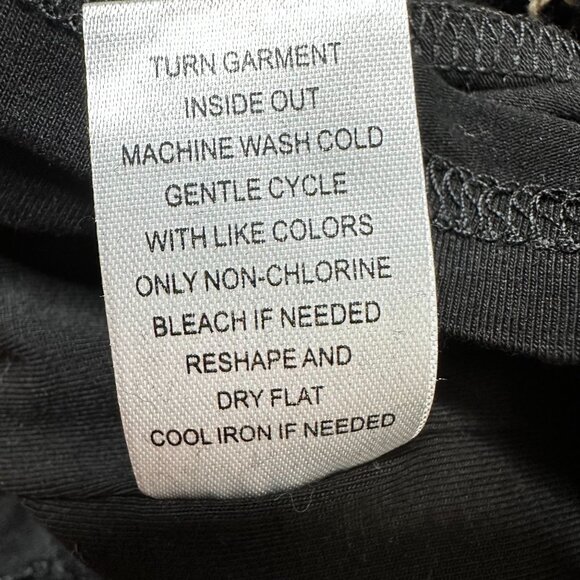 TURN GARMENT
INSIDE OUT
MACHINE WASH COLD
GENTLE CYCLE
WITH LIKE COLORS
ONLY NON-CHLORINE
BLEACH IF NEEDED
RESHAPE AND
DRY FLAT
COOL IRON IF NEEDED